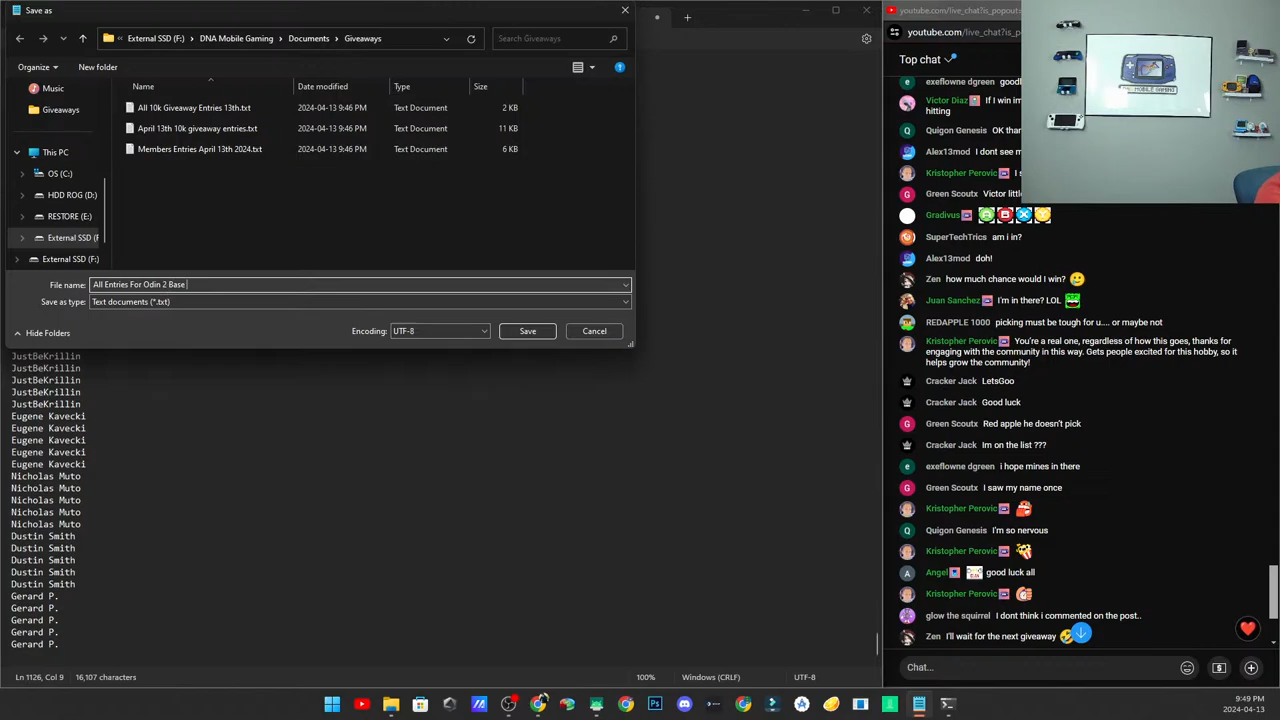 Save as
youtube.com/live_chat?is_popout=
External SSD (F:) > DNA Mobile Gaming > Documents > Giveaways
Search Giveaways
youtube.com/live_chat?is_popout=
Organize
New folder
Top chat
Name
Date modified
Type
Size
Music
Giveaways
This PC
OS (C:)
HDD ROG (D:)
RESTORE (E:)
External SSD (F
External SSD (F:)
All 10k Giveaway Entries 13th.txt
2024-04-13 9:46 PM
Text Document
2 KB
April 13th 10k giveaway entries.txt
2024-04-13 9:46 PM
Text Document
11 KB
Members Entries April 13th 2024.txt
2024-04-13 9:46 PM
Text Document
6 KB
File name:
All Entries For Odin 2 Base
Save as type:
Text documents (*.txt)
Hide Folders
Encoding:
UTF-8
Save
Cancel
JustBeKrillin
JustBeKrillin
JustBeKrillin
JustBeKrillin
JustBeKrillin
Eugene Kavecki
Eugene Kavecki
Eugene Kavecki
Eugene Kavecki
Eugene Kavecki
Nicholas Muto
Nicholas Muto
Nicholas Muto
Nicholas Muto
Nicholas Muto
Dustin Smith
Dustin Smith
Dustin Smith
Dustin Smith
Dustin Smith
Gerard P.
Gerard P.
Gerard P.
Gerard P.
Gerard P.
Ln 1126, Col 9
16,107 characters
100%
Windows (CRLF)
UTF-8
MOBILE GAMING
exeflowne dgreen
Victor Diaz If I win im
hitting
Quigon Genesis OK than
Alex13mod I dont see m
Kristopher Perovic I s
Green Scoutx Victor little
Gradivus
SuperTechTrics am i in?
Alex13mod doh!
Zen how much chance would I win?
Juan Sanchez I'm in there? LOL
REDAPPLE 1000 picking must be tough for u.... or maybe not
Kristopher Perovic You're a real one, regardless of how this goes, thanks for
engaging with the community in this way. Gets people excited for this hobby, so it
helps grow the community!
Cracker Jack LetsGoo
Cracker Jack Good luck
Green Scoutx Red apple he doesn't pick
Cracker Jack Im on the list ???
exeflowne dgreen i hope mines in there
Green Scoutx I saw my name once
Kristopher Perovic
Quigon Genesis I'm so nervous
Kristopher Perovic
Angel good luck all
Kristopher Perovic
glow the squirrel I dont think i commented on the post..
Zen I'll wait for the next giveaway
Chat...
9:49 PM
2024-04-13